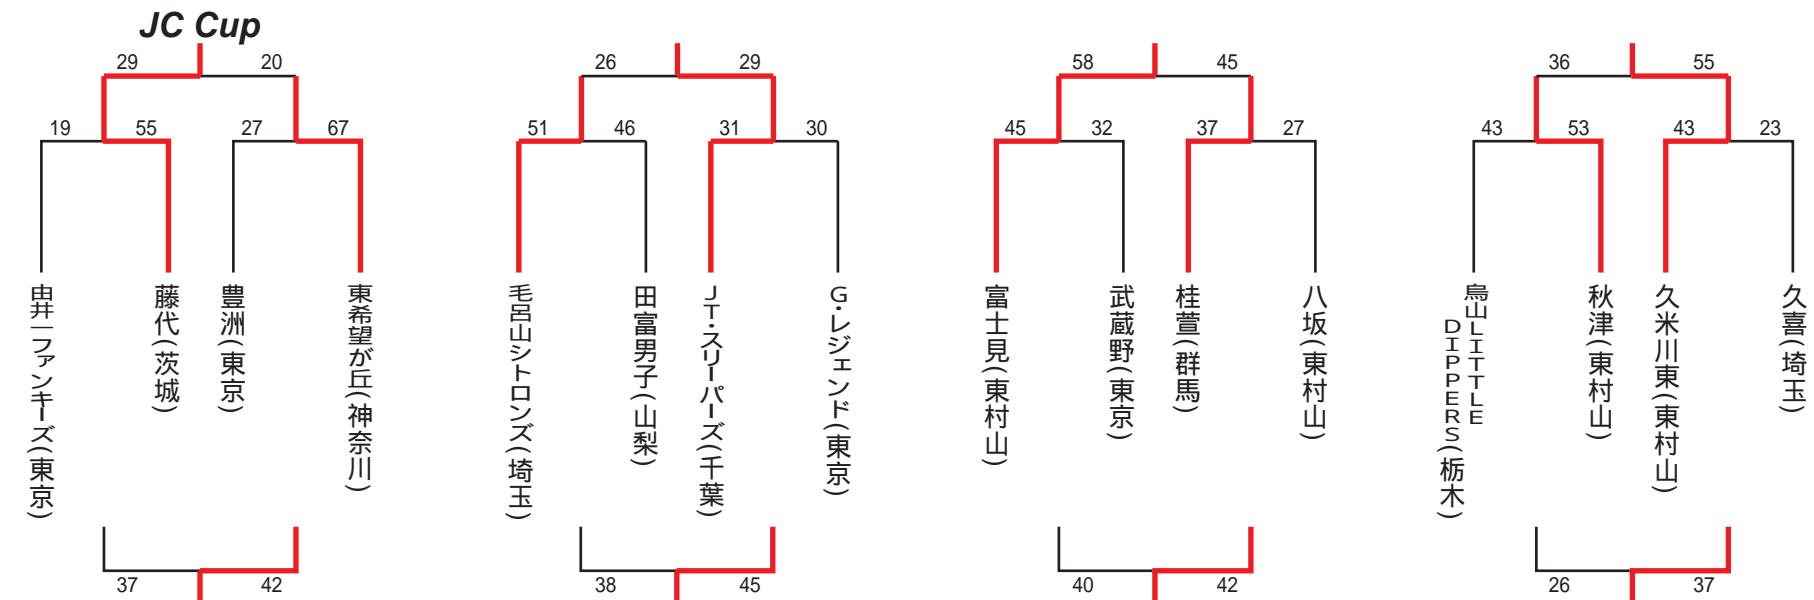 JC Cup
29 20 26 29 58 45 36 55
19 55 27 67 51 46 31 30 45 32 37 27 43 53 43 23
由井一ファンキーズ(東京)
藤代(茨城)
豊洲(東京)
東希望が丘(神奈川)
毛呂山シトロンズ(埼玉)
田富男子(山梨)
JT・スリーパーズ(千葉)
G・レジェンド(東京)
富士見(東村山)
武蔵野(東京)
桂萱(群馬)
八坂(東村山)
烏山LITTLE
DIPPERS(栃木)
秋津(東村山)
久米川東(東村山)
久喜(埼玉)
37 42 38 45 40 42 26 37